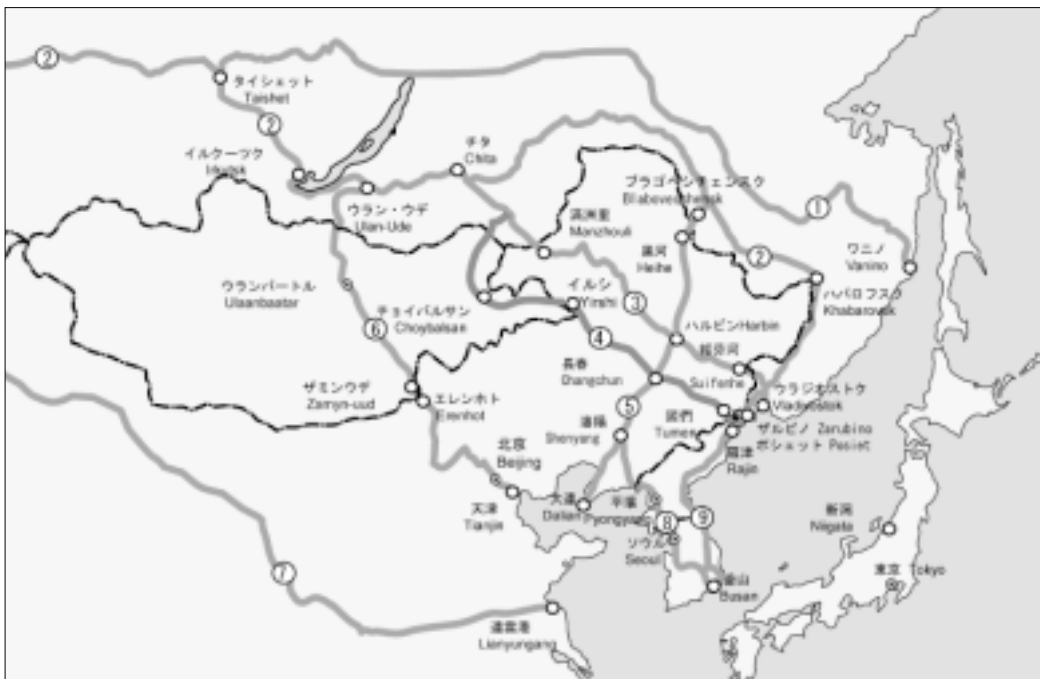 ②
タイシェット
Taishet
②
イルクーツク
チタ
Chita
ウラン・ウデ
Ulan-Ude
満洲里
Manzhouli
ブラゴベシチェンスク
黒河
Heihe
①
②
ワニノ
Vanino
ハバロフスク
Khabarovsk
ウランバートル
Ulaanbaatar
チョイバルサン
Choybalsan
イルシ
Yirshi
③
⑥
④
ハルビンHarbin
綏芬河
Suifenhe
長春
Changchun
ザミンウデ
Zamyn-uud
エレンホト
Erenhot
⑤
瀋陽
Shenyang
図們
Tumen
ウラジオストク
Vladivostok
ザルビノ Zarubino
ポシェット Posiet
羅津
Rajin
北京
Beijing
天津
Tianjin
大連
Dalian
平壌
Pyongyang
⑧
⑨
ソウル
Seoul
釜山
Busan
新潟
Niigata
東京 Tokyo
⑦
連雲港
Lianyungang